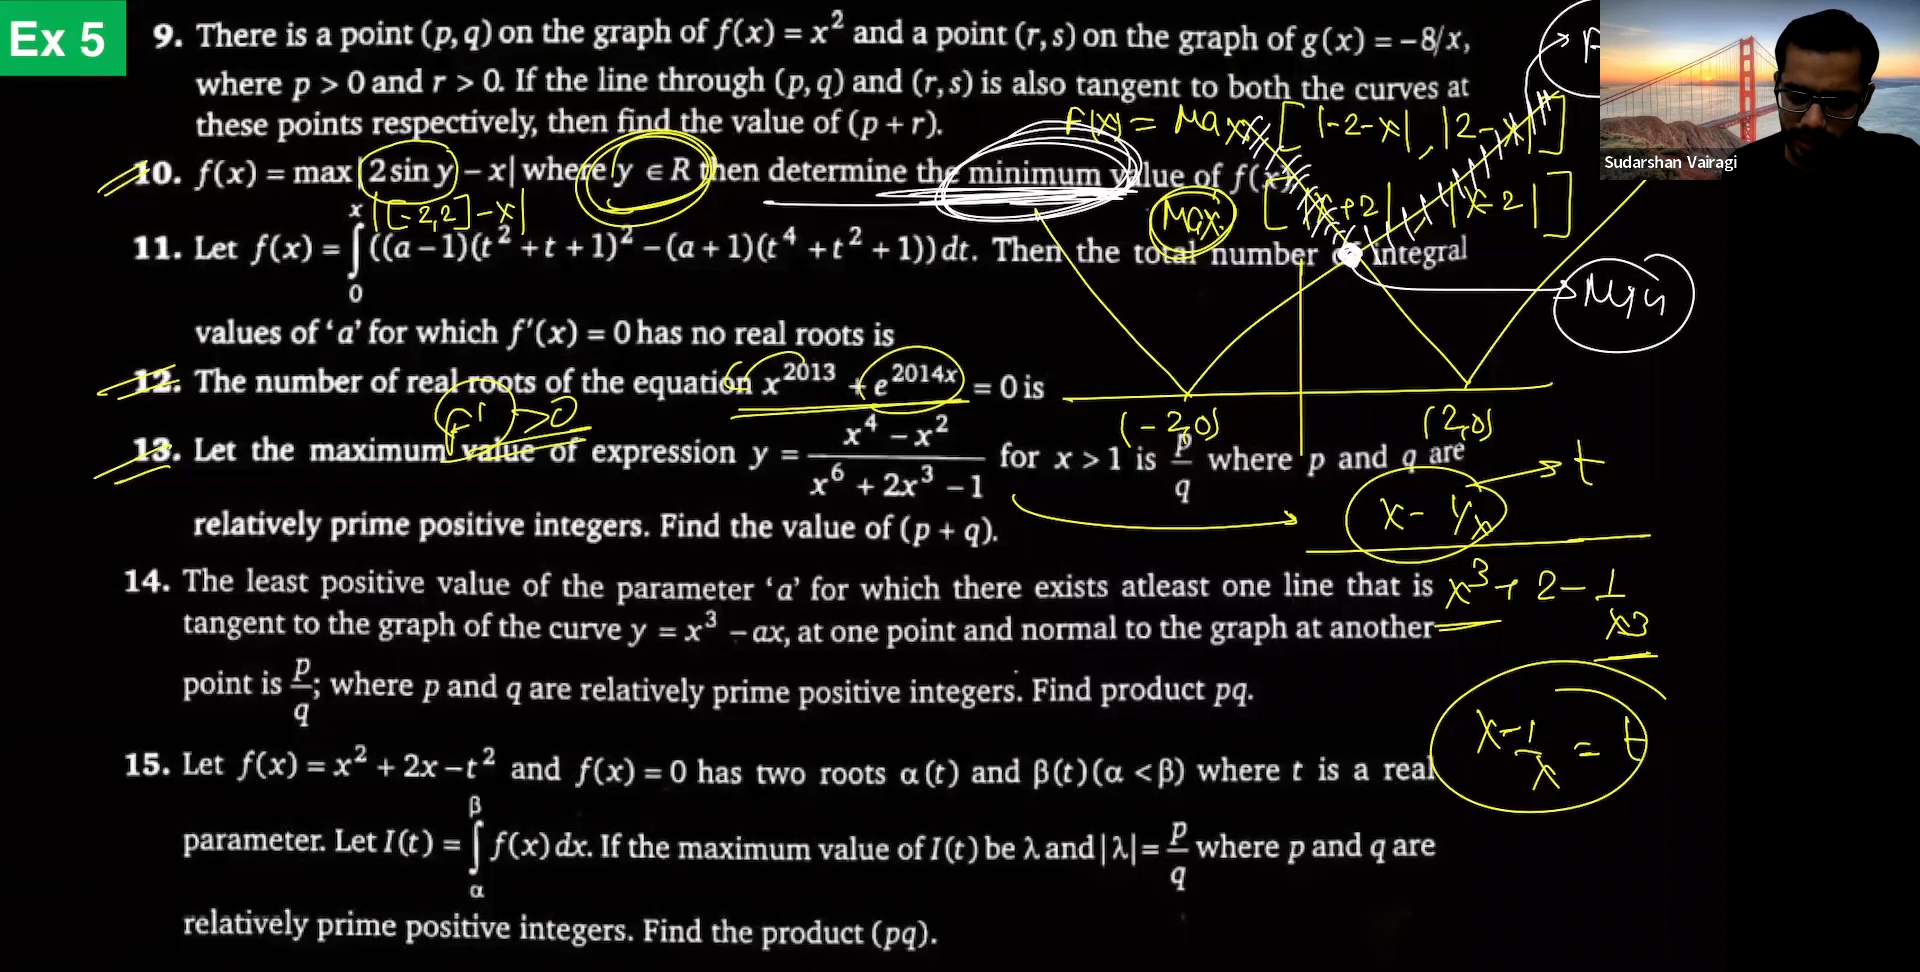 Ex 5
9. There is a point (p, q) on the graph of f(x) = x² and a point (r, s) on the graph of g(x) = −8/x,
where p > 0 and r > 0. If the line through (p, q) and (r, s) is also tangent to both the curves at
these points respectively, then find the value of (p + r).
F(x) = Max [|-2-x|, |2-x|]
Sudarshan Vairagi
10. f(x) = max|2 sin y − x| where y ∈ R then determine the minimum value of f(x)
|[-2,2]-x|
Max. [|x+2|, |x-2|]
11. Let f(x) = ∫₀ˣ ((a − 1)(t² + t + 1)² − (a + 1)(t⁴ + t² + 1)) dt. Then the total number of integral
Min
values of ‘a’ for which f′(x) = 0 has no real roots is
12. The number of real roots of the equation x²⁰¹³ + e²⁰¹⁴ˣ = 0 is
F' > 0
(-2,0)
(2,0)
13. Let the maximum value of expression y = (x⁴ − x²)/(x⁶ + 2x³ − 1) for x > 1 is p/q where p and q are
x - 1/x → t
relatively prime positive integers. Find the value of (p + q).
x³ + 2 - 1/x³
14. The least positive value of the parameter ‘a’ for which there exists atleast one line that is
tangent to the graph of the curve y = x³ − ax, at one point and normal to the graph at another
point is p/q; where p and q are relatively prime positive integers. Find product pq.
x - 1/x = t
15. Let f(x) = x² + 2x − t² and f(x) = 0 has two roots α(t) and β(t)(α < β) where t is a real
parameter. Let I(t) = ∫_α^β f(x) dx. If the maximum value of I(t) be λ and |λ| = p/q where p and q are
relatively prime positive integers. Find the product (pq).